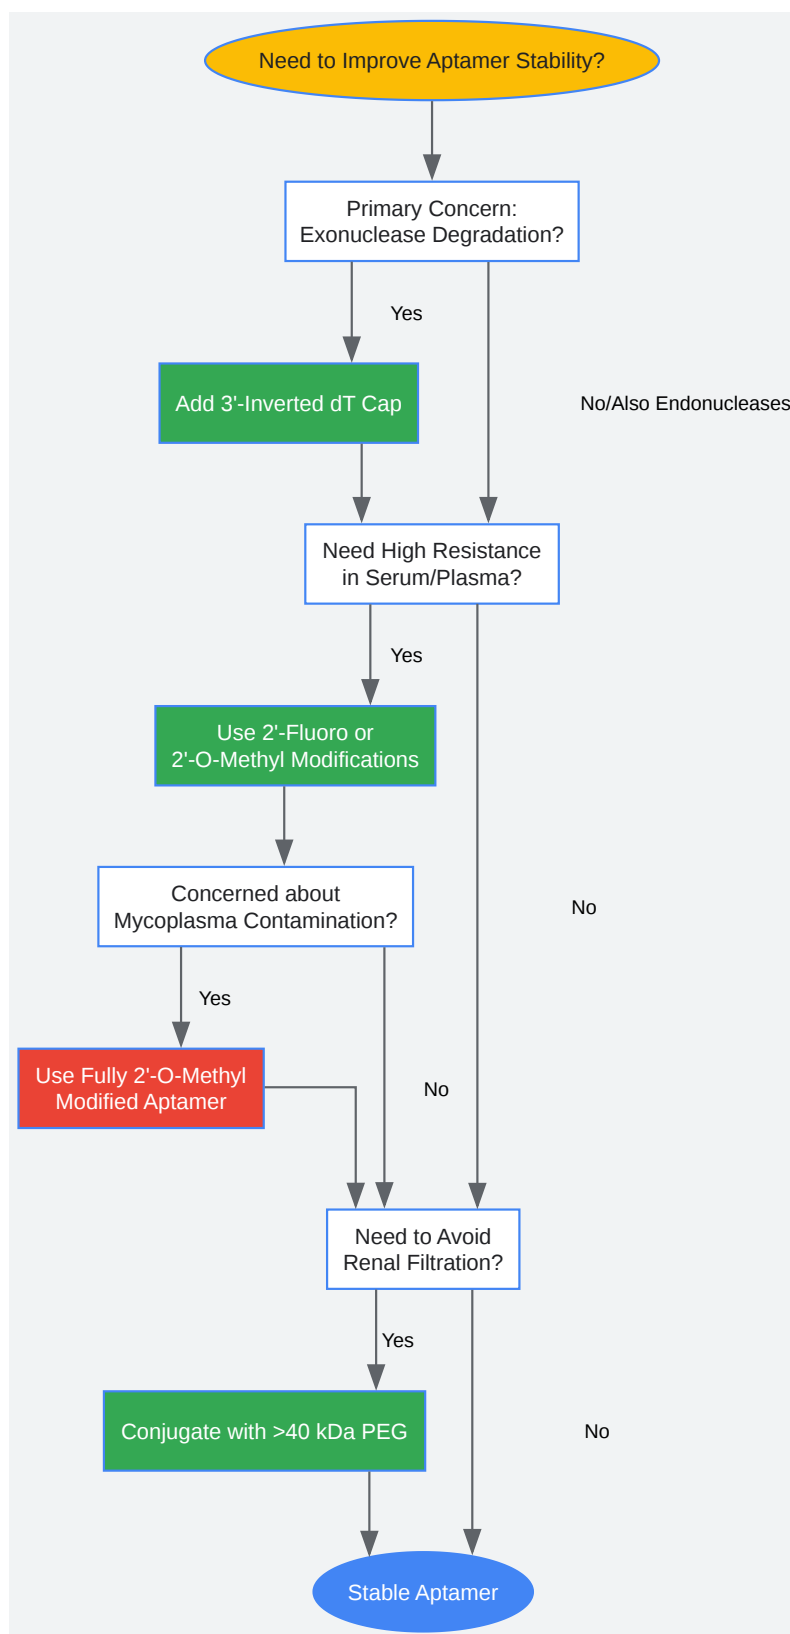 Need to Improve Aptamer Stability?
Primary Concern:
Exonuclease Degradation?
Yes
Add 3'-Inverted dT Cap
No/Also Endonucleases
Need High Resistance
in Serum/Plasma?
Yes
Use 2'-Fluoro or
2'-O-Methyl Modifications
Concerned about
Mycoplasma Contamination?
No
Yes
Use Fully 2'-O-Methyl
Modified Aptamer
No
Need to Avoid
Renal Filtration?
Yes
Conjugate with >40 kDa PEG
No
Stable Aptamer